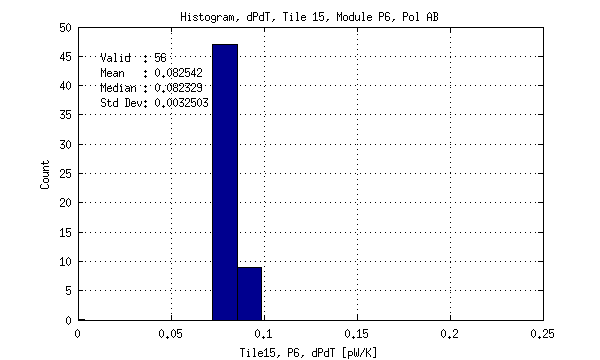 Histogram, dPdT, Tile 15, Module P6, Pol AB
50
45
40
35
30
25
20
15
10
5
0
Count
Valid : 56
Mean : 0.082542
Median : 0.082329
Std Dev: 0.0032503
0 0.05 0.1 0.15 0.2 0.25
Tile15, P6, dPdT [pW/K]